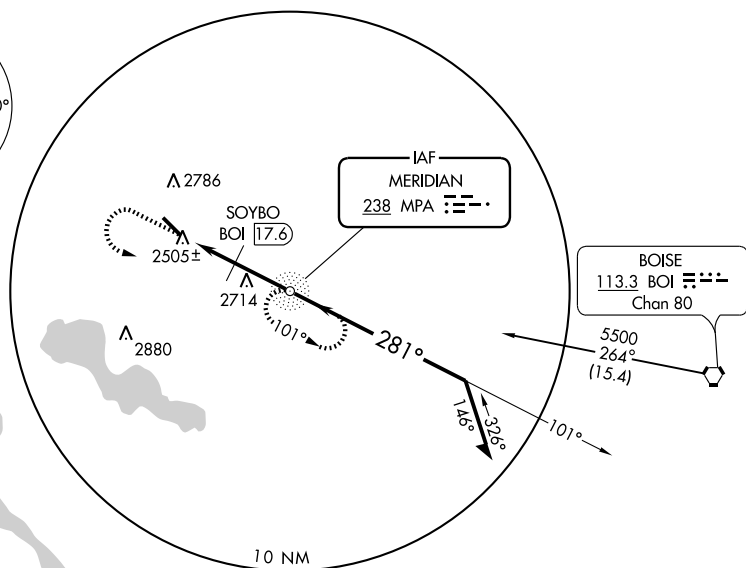 IAF
MERIDIAN
238 MPA
2786
SOYBO
BOI 17.6
2505±
2714
101°
281°
BOISE
113.3 BOI
Chan 80
5500
264°
(15.4)
2880
146°
326°
101°
10 NM